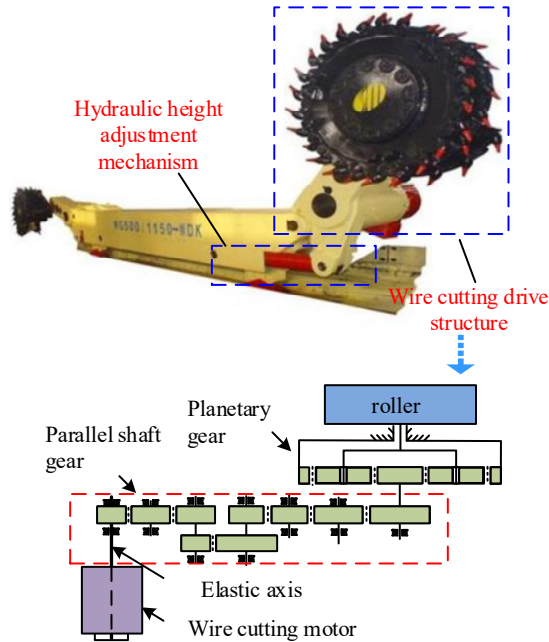 Hydraulic height
adjustment
mechanism
MG500/1150-WDK
Wire cutting drive
structure
Planetary
gear
roller
Parallel shaft
gear
Elastic axis
Wire cutting motor